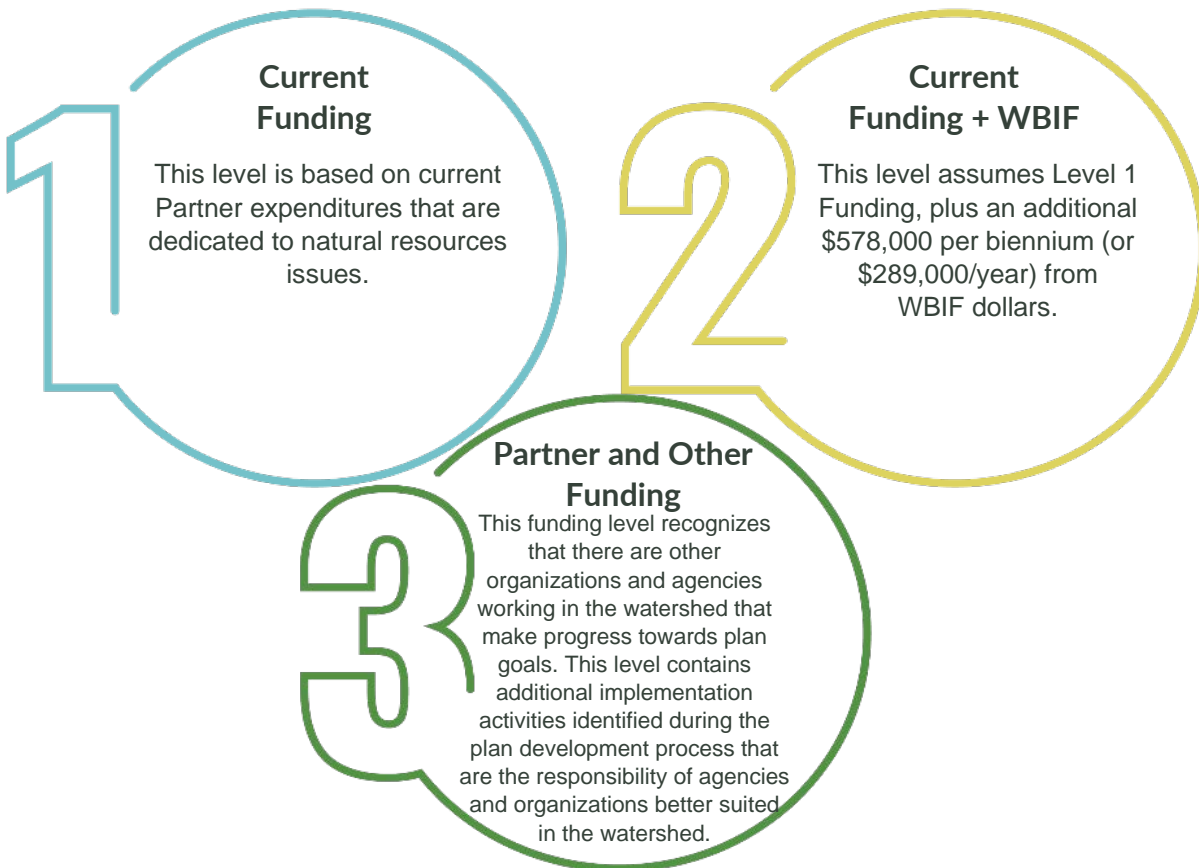 1
Current
Funding
This level is based on current
Partner expenditures that are
dedicated to natural resources
issues.
2
Current
Funding + WBIF
This level assumes Level 1
Funding, plus an additional
$578,000 per biennium (or
$289,000/year) from
WBIF dollars.
3
Partner and Other
Funding
This funding level recognizes
that there are other
organizations and agencies
working in the watershed that
make progress towards plan
goals. This level contains
additional implementation
activities identified during the
plan development process that
are the responsibility of agencies
and organizations better suited
in the watershed.